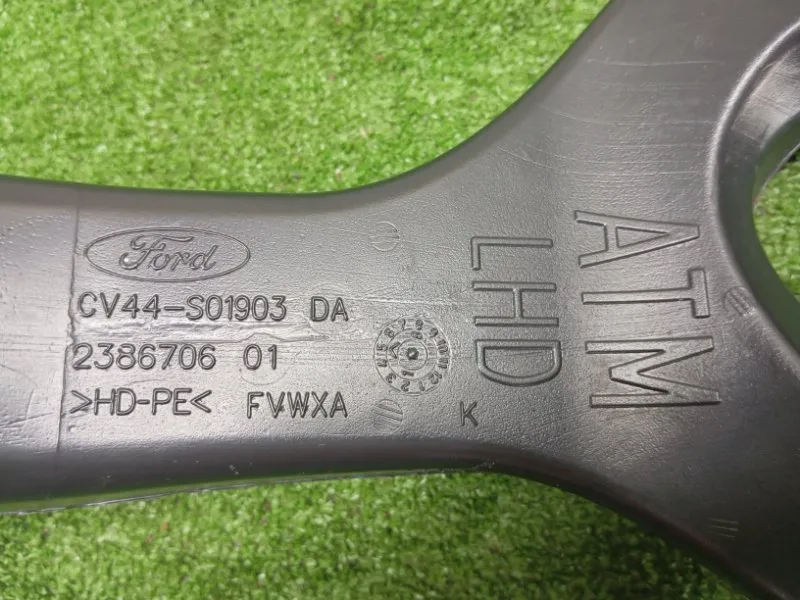 Ford
CV44-S01903 DA
2386706 01
>HD-PE< FVWXA
K
LHD
ATM